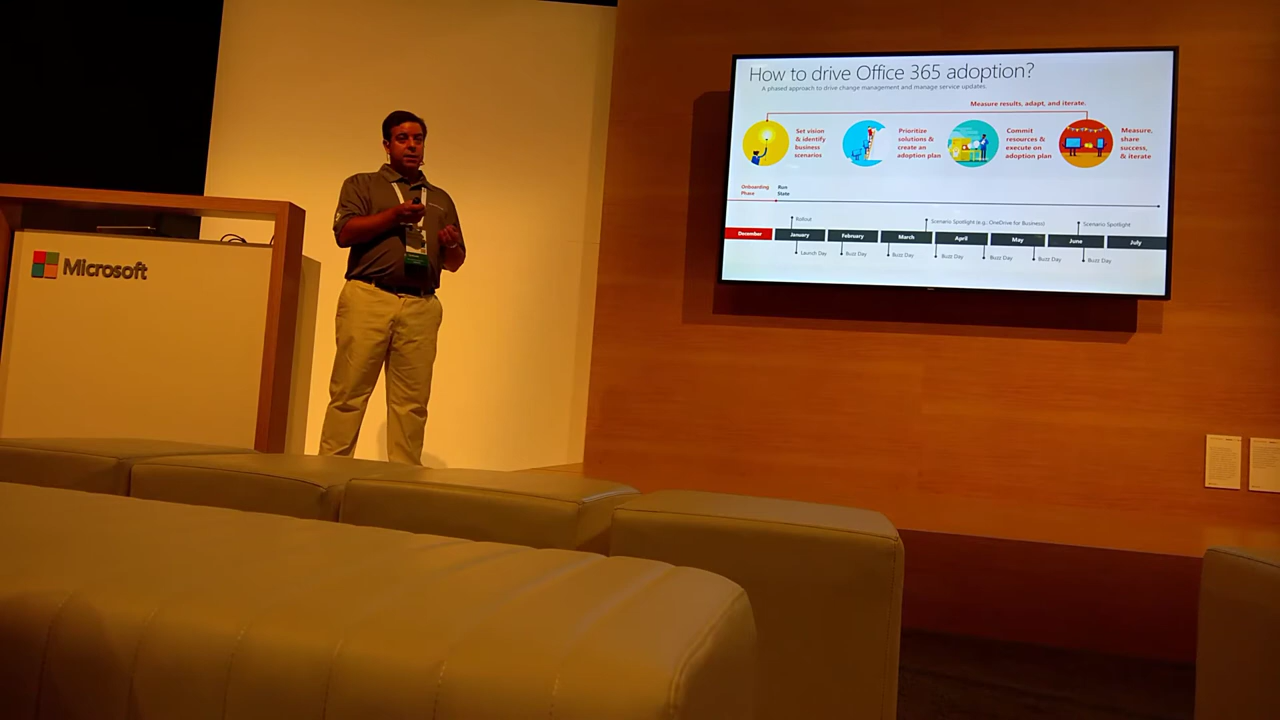 Microsoft
How to drive Office 365 adoption?
A phased approach to drive change management and manage service updates.
Measure results, adapt, and iterate.
Set vision
& identify
business
scenarios
Prioritize
solutions &
create an
adoption plan
Commit
resources &
execute on
adoption plan
Measure,
share
success,
& iterate
Onboarding
Phase
Run
State
Rollout
Scenario Spotlight (e.g., OneDrive for Business)
Scenario Spotlight
December
January
February
March
April
May
June
July
Launch Day
Buzz Day
Buzz Day
Buzz Day
Buzz Day
Buzz Day
Buzz Day